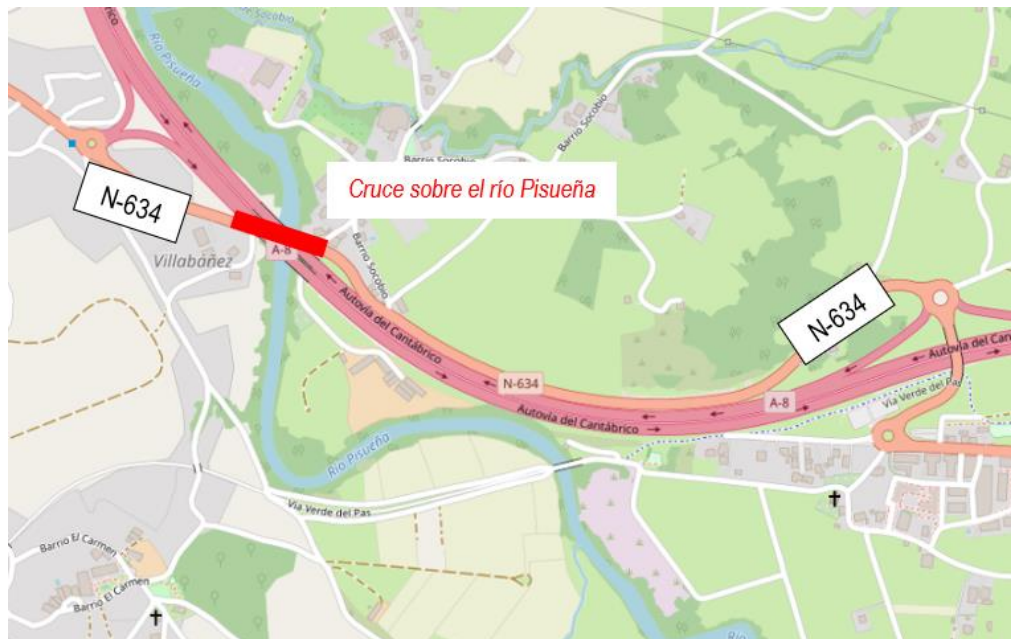 Río Pisueña
Barrio Socobio
Barrio Socobio
Cruce sobre el río Pisueña
N-634
Villabáñez
A-8
Barrio Socobio
N-634
Autovía del Cantábrico
N-634
A-8
Autovía del Cantábrico
Autovía del Can
Vía Verde del Pas
Río Pisueña
Vía Verde del Pas
Barrio El Carmen
Barrio El Carmen